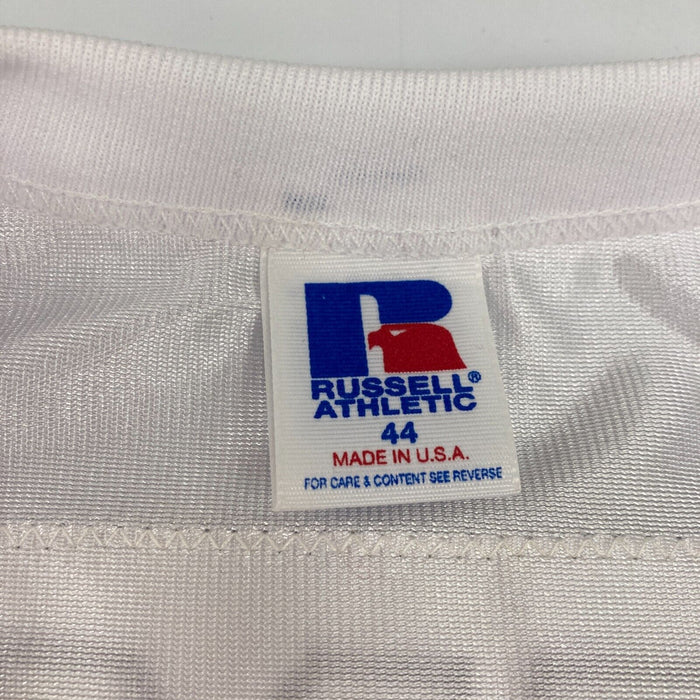 R
RUSSELL®
ATHLETIC
44
MADE IN U.S.A.
FOR CARE & CONTENT SEE REVERSE